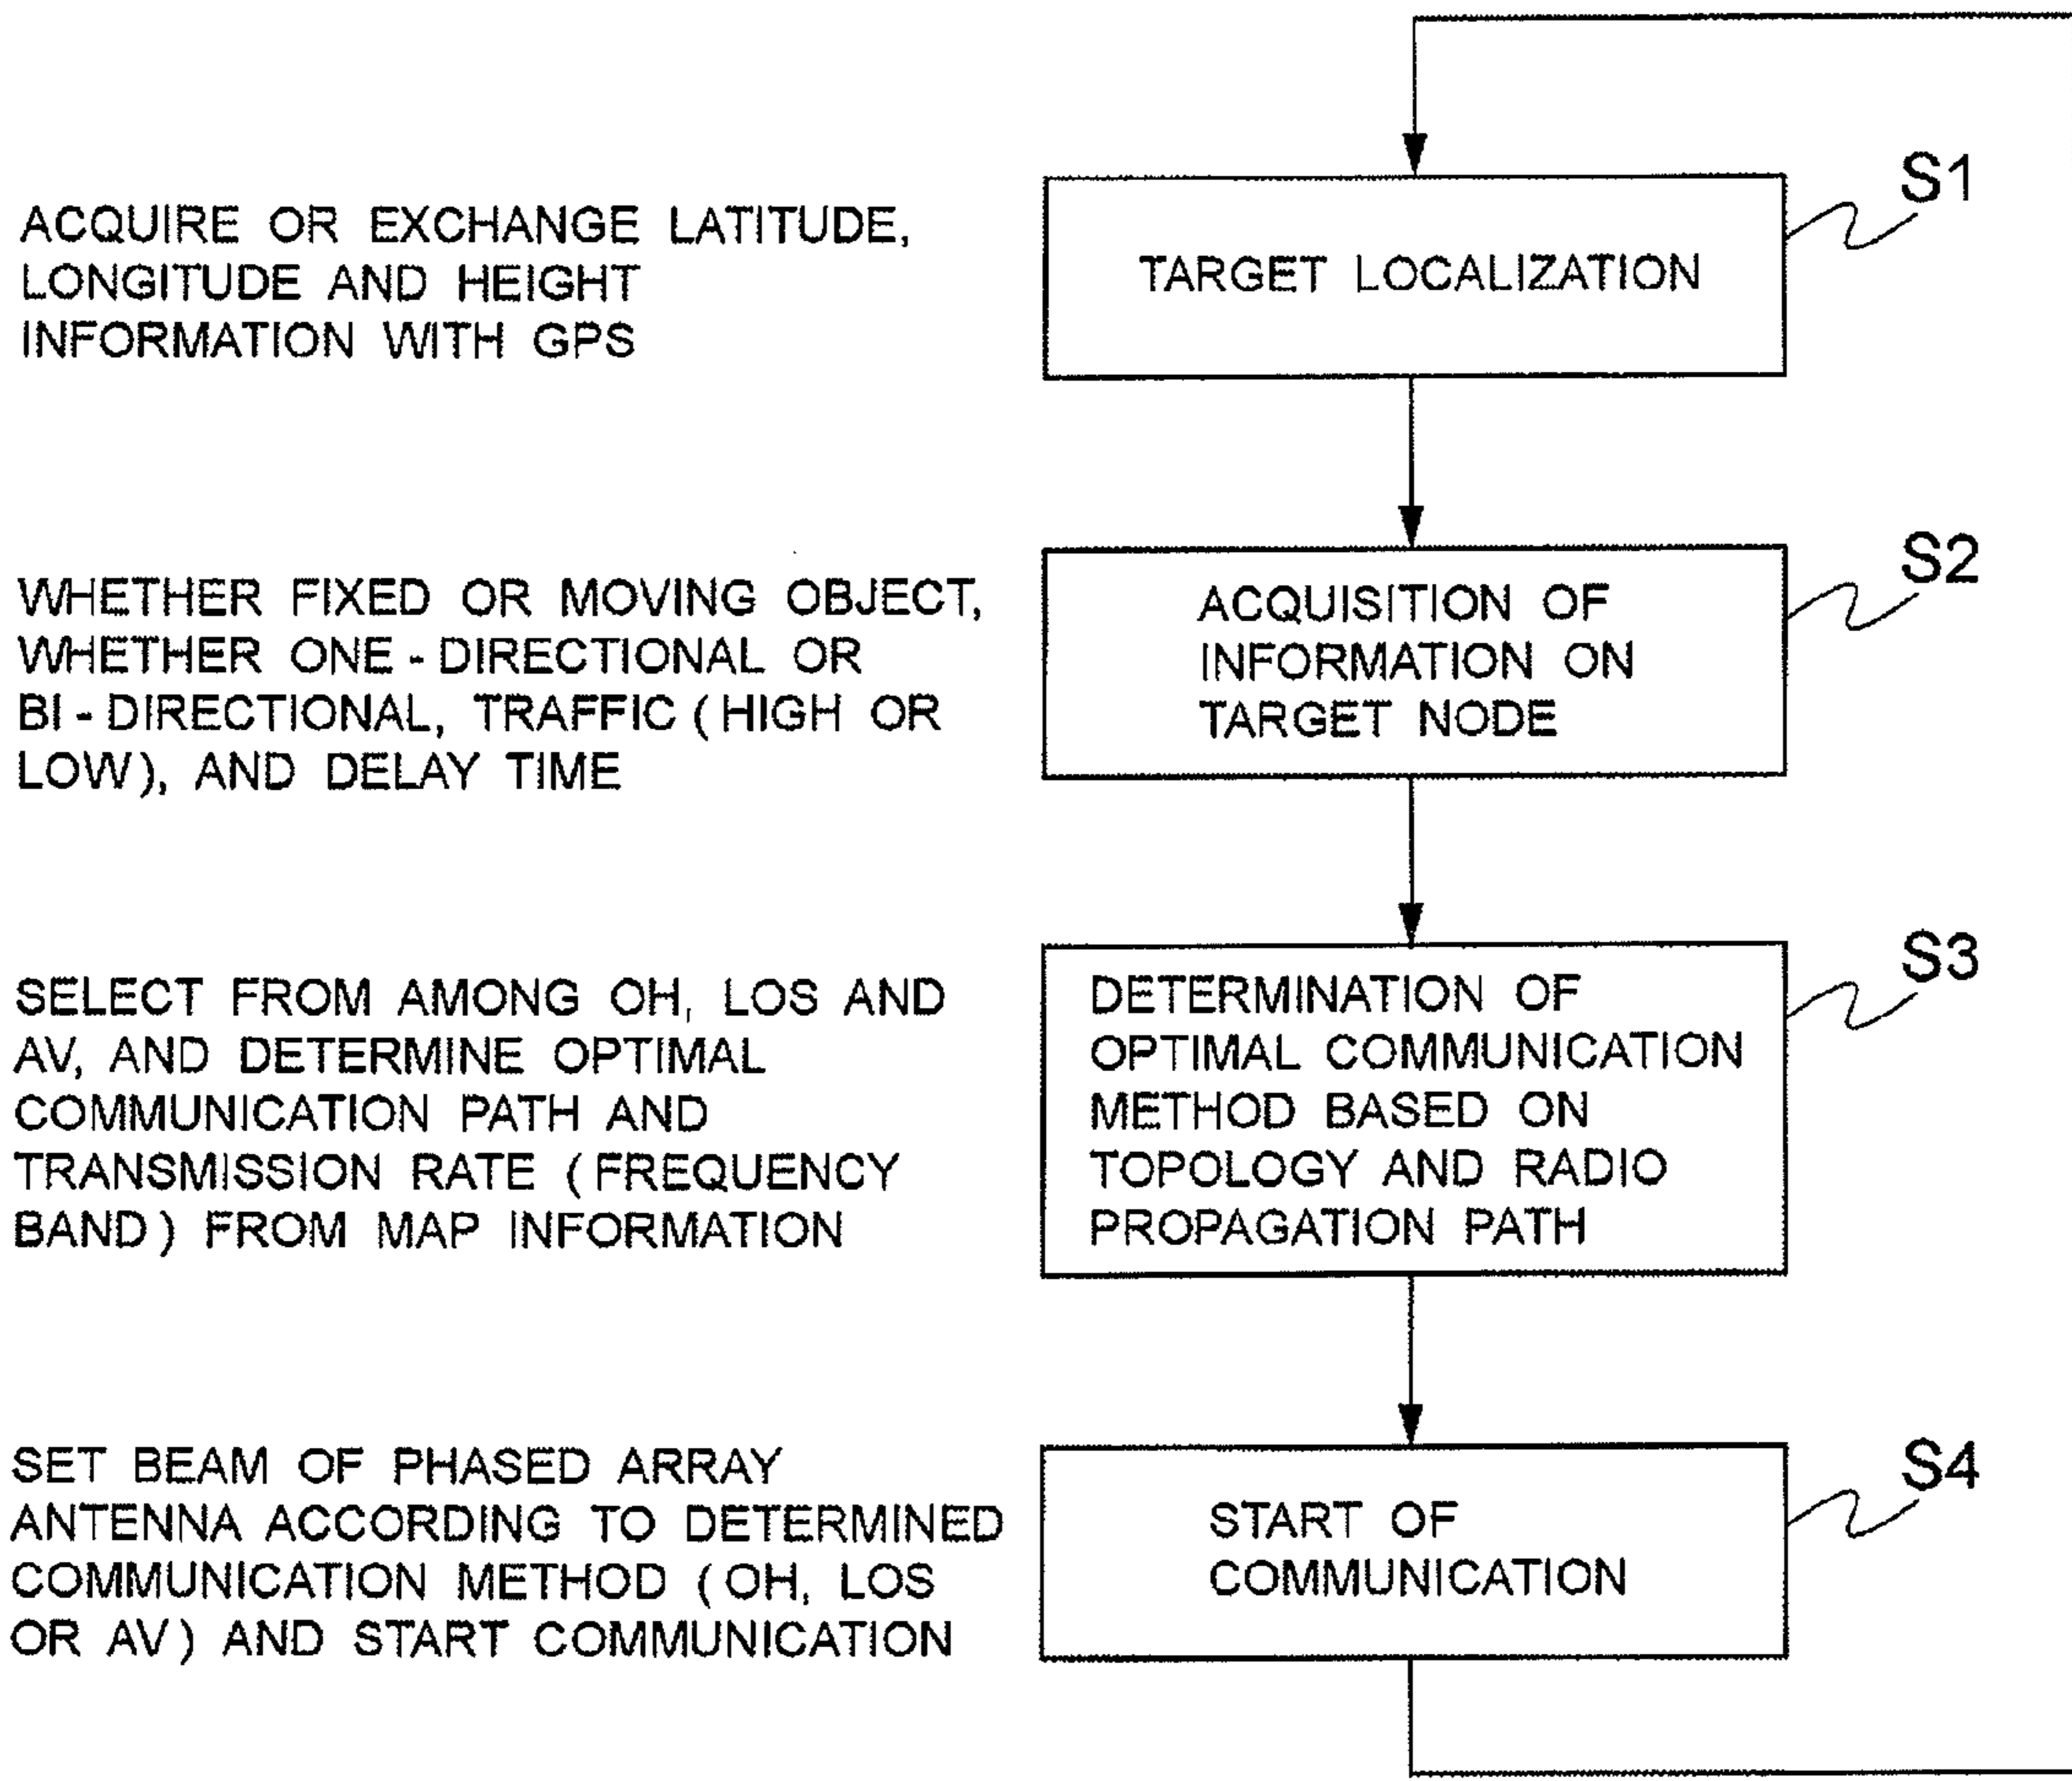 S1
ACQUIRE OR EXCHANGE LATITUDE,
LONGITUDE AND HEIGHT
INFORMATION WITH GPS
TARGET LOCALIZATION
S2
WHETHER FIXED OR MOVING OBJECT,
WHETHER ONE-DIRECTIONAL OR
BI-DIRECTIONAL, TRAFFIC (HIGH OR
LOW), AND DELAY TIME
ACQUISITION OF
INFORMATION ON
TARGET NODE
S3
SELECT FROM AMONG OH, LOS AND
AV, AND DETERMINE OPTIMAL
COMMUNICATION PATH AND
TRANSMISSION RATE (FREQUENCY
BAND) FROM MAP INFORMATION
DETERMINATION OF
OPTIMAL COMMUNICATION
METHOD BASED ON
TOPOLOGY AND RADIO
PROPAGATION PATH
S4
SET BEAM OF PHASED ARRAY
ANTENNA ACCORDING TO DETERMINED
COMMUNICATION METHOD (OH, LOS
OR AV) AND START COMMUNICATION
START OF
COMMUNICATION